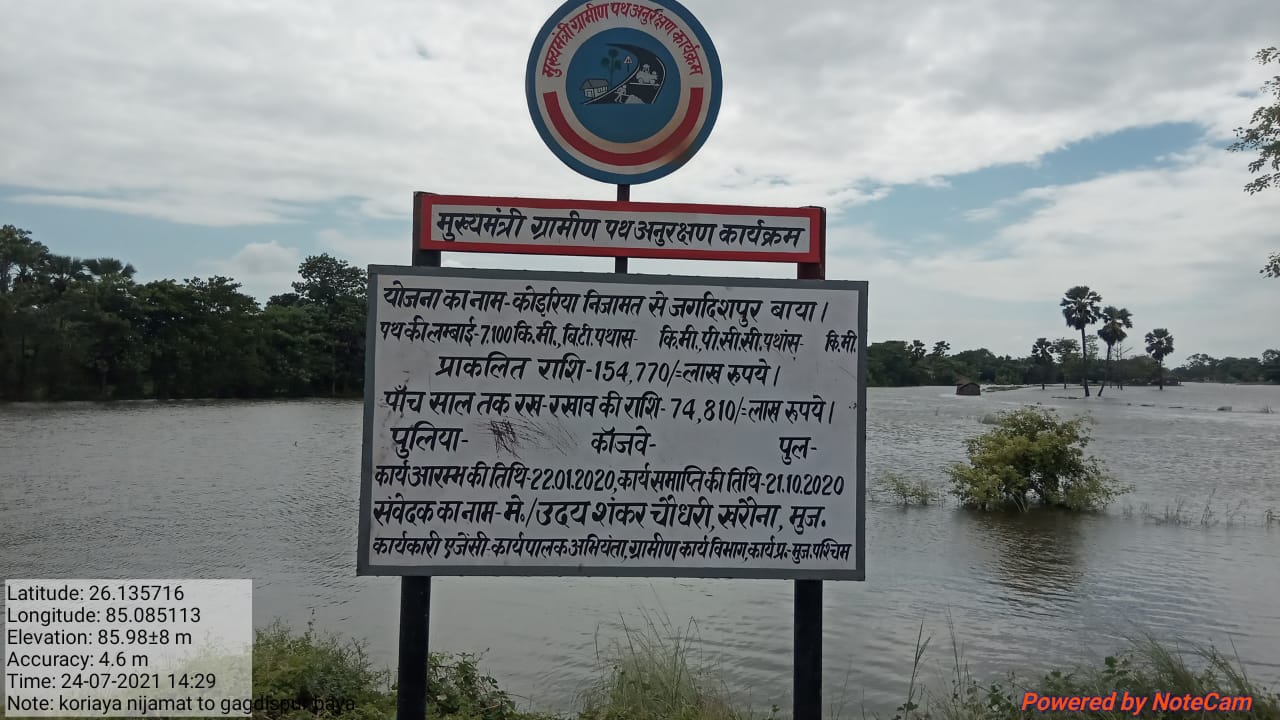 मुख्यमंत्री ग्रामीण पथ अनुरक्षण कार्यक्रम
मुख्यमंत्री ग्रामीण पथ अनुरक्षण कार्यक्रम
योजना का नाम- कोइरिया निजामत से जगदिशपुर बाया।
पथ की लम्बाई-7.100 कि.मी., बिटी.पथांस- कि.मी.,पी.सी.सी.पथांस- कि.मी.
प्राकलित राशि-154,770/=लाख रुपये।
पाँच साल तक रख-रखाव की राशि-74,810/-लाख रुपये।
पुलिया- कॉजवे- पुल-
कार्य आरम्भ की तिथि-22.01.2020,कार्य समाप्ति की तिथि-21.10.2020
संवेदक का नाम-मे./उदय शंकर चौधरी, खरौना, मुज.
कार्यकारी एजेंसी-कार्यपालक अभियंता,ग्रामीण कार्य विभाग,कार्य.प्र.-मुज.पश्चिम
Latitude: 26.135716
Longitude: 85.085113
Elevation: 85.98±8 m
Accuracy: 4.6 m
Time: 24-07-2021 14:29
Note: koriaya nijamat to gagdispur baya
Powered by NoteCam